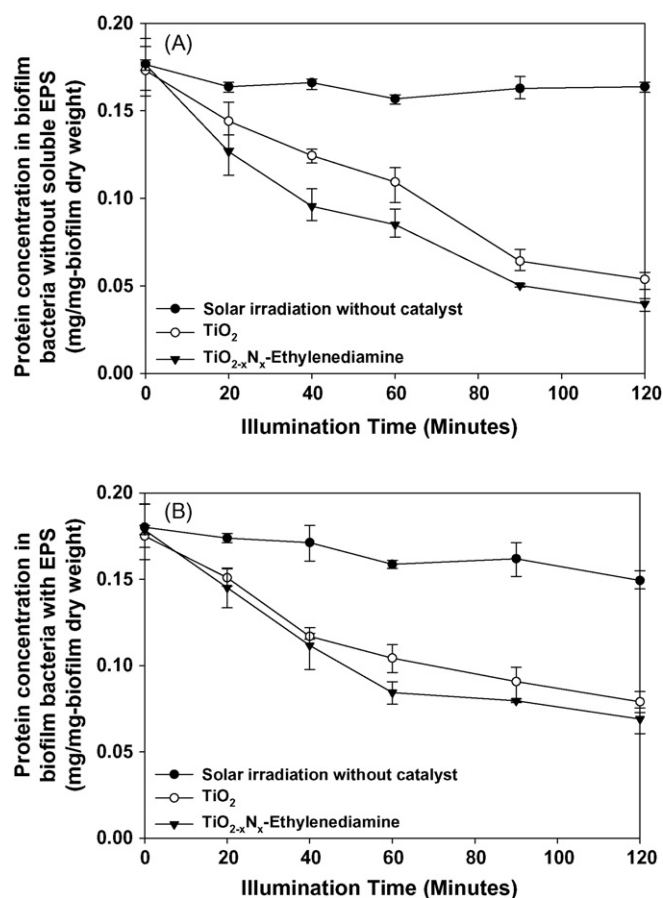 (A)
Protein concentration in biofilm
bacteria without soluble EPS
(mg/mg-biofilm dry weight)
0.20
0.15
0.10
0.05
0.00
Solar irradiation without catalyst
TiO₂
TiO₂₋ₓNₓ-Ethylenediamine
0 20 40 60 80 100 120
Illumination Time (Minutes)
(B)
Protein concentration in
biofilm bacteria with EPS
(mg/mg-biofilm dry weight)
0.20
0.15
0.10
0.05
0.00
Solar irradiation without catalyst
TiO₂
TiO₂₋ₓNₓ-Ethylenediamine
0 20 40 60 80 100 120
Illumination Time (Minutes)